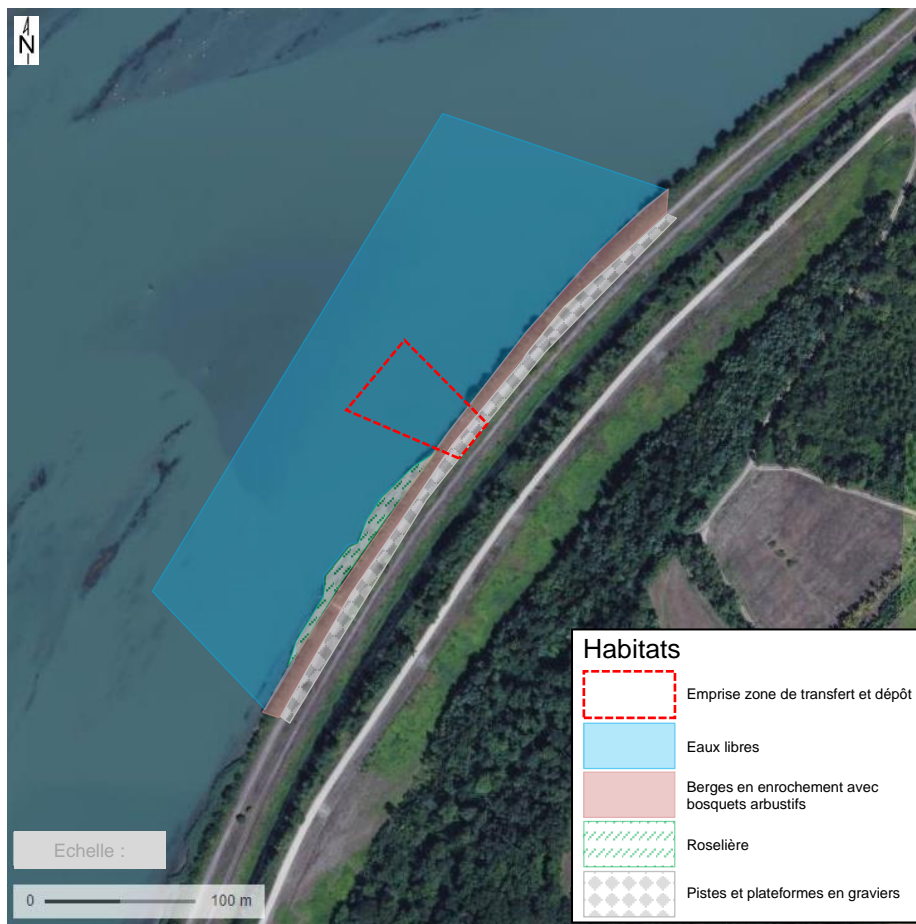 N
Habitats
Emprise zone de transfert et dépôt
Eaux libres
Berges en enrochement avec
bosquets arbustifs
Roselière
Pistes et plateformes en graviers
Echelle :
0 100 m